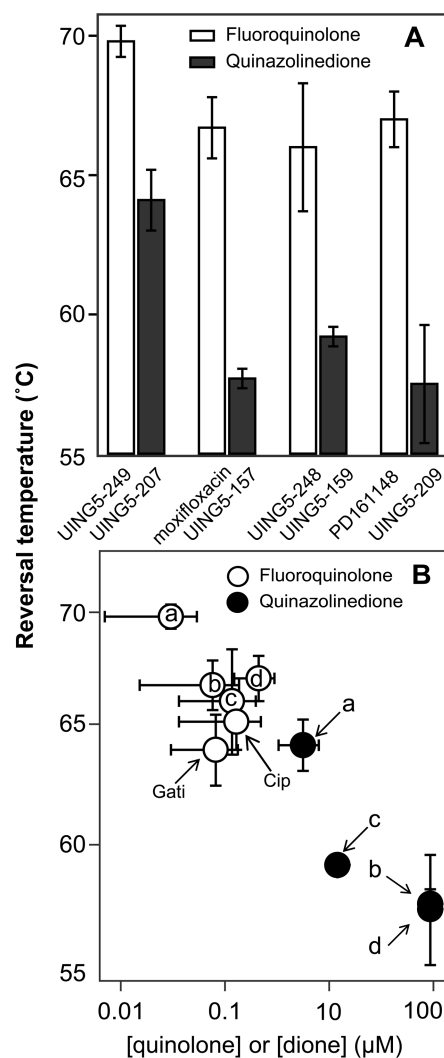 70
65
60
55
Fluoroquinolone
Quinazolinedione
A
UING5-249
UING5-207
moxifloxacin
UING5-157
UING5-248
UING5-159
PD161148
UING5-209
Reversal temperature (˚C)
B
Fluoroquinolone
Quinazolinedione
70
65
60
55
a
b
c
d
Gati
Cip
a
c
b
d
0.01
0.1
1
10
100
[quinolone] or [dione] (µM)